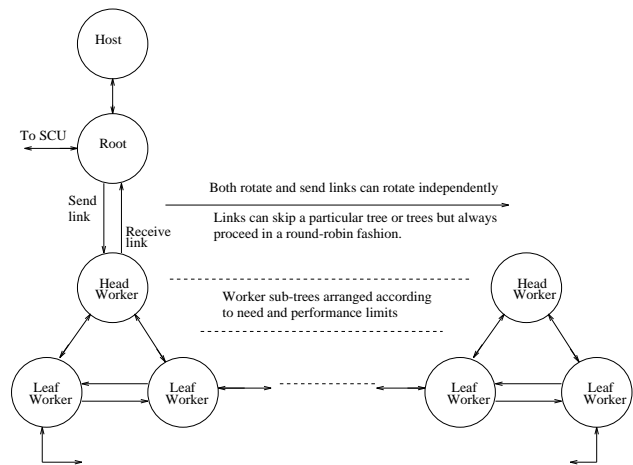 Host
To SCU
Root
Send
link
Receive
link
Both rotate and send links can rotate independently
Links can skip a particular tree or trees but always
proceed in a round-robin fashion.
Head
Worker
Worker sub-trees arranged according
to need and performance limits
Head
Worker
Leaf
Worker
Leaf
Worker
Leaf
Worker
Leaf
Worker